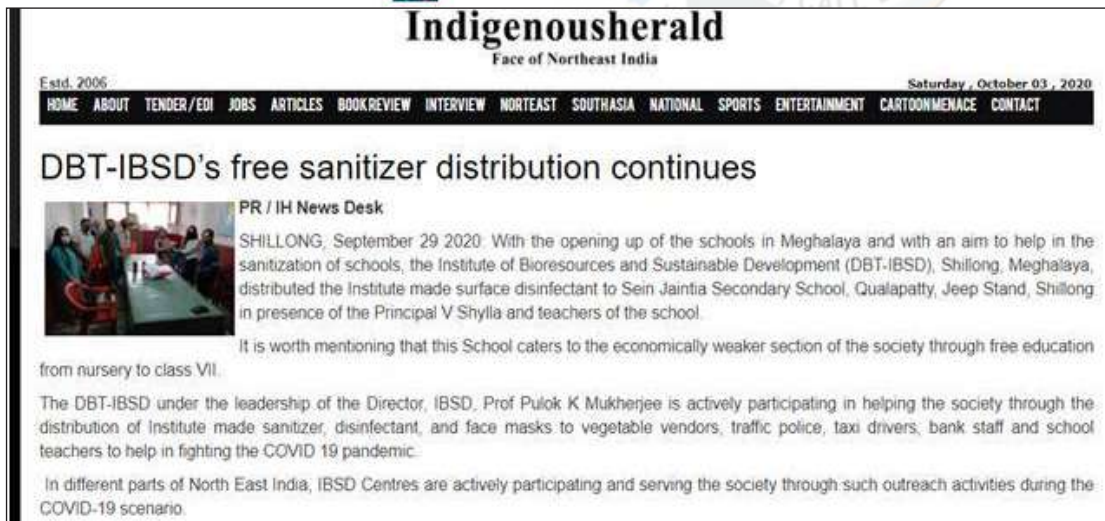 Indigenousherald
Face of Northeast India
Estd. 2006
Saturday , October 03 , 2020
HOME ABOUT TENDER/EOI JOBS ARTICLES BOOKREVIEW INTERVIEW NORTEAST SOUTHASIA NATIONAL SPORTS ENTERTAINMENT CARTOONMENACE CONTACT
DBT-IBSD's free sanitizer distribution continues
PR / IH News Desk
SHILLONG, September 29 2020: With the opening up of the schools in Meghalaya and with an aim to help in the
sanitization of schools, the Institute of Bioresources and Sustainable Development (DBT-IBSD), Shillong, Meghalaya,
distributed the Institute made surface disinfectant to Sein Jaintia Secondary School, Qualapatty, Jeep Stand, Shillong
in presence of the Principal V Shylla and teachers of the school.
It is worth mentioning that this School caters to the economically weaker section of the society through free education
from nursery to class VII.
The DBT-IBSD under the leadership of the Director, IBSD, Prof Pulok K Mukherjee is actively participating in helping the society through the
distribution of Institute made sanitizer, disinfectant, and face masks to vegetable vendors, traffic police, taxi drivers, bank staff and school
teachers to help in fighting the COVID 19 pandemic.
In different parts of North East India, IBSD Centres are actively participating and serving the society through such outreach activities during the
COVID-19 scenario.